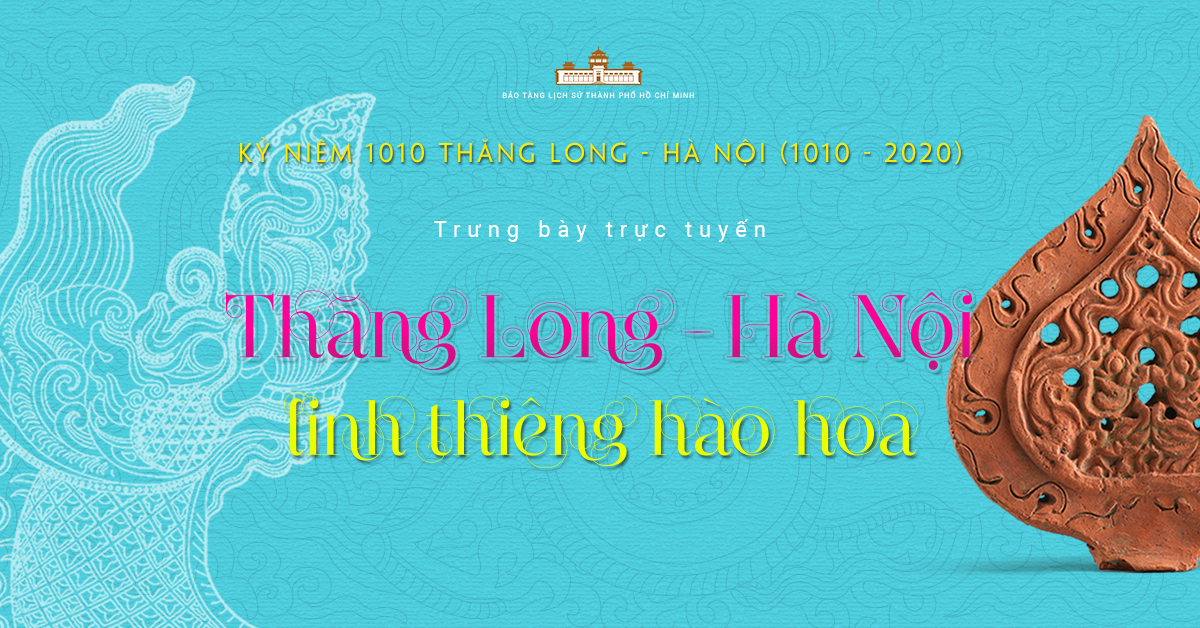 BẢO TÀNG LỊCH SỬ THÀNH PHỐ HỒ CHÍ MINH
KỶ NIỆM 1010 THĂNG LONG - HÀ NỘI (1010 - 2020)
Trưng bày trực tuyến
Thăng Long - Hà Nội
linh thiêng hào hoa